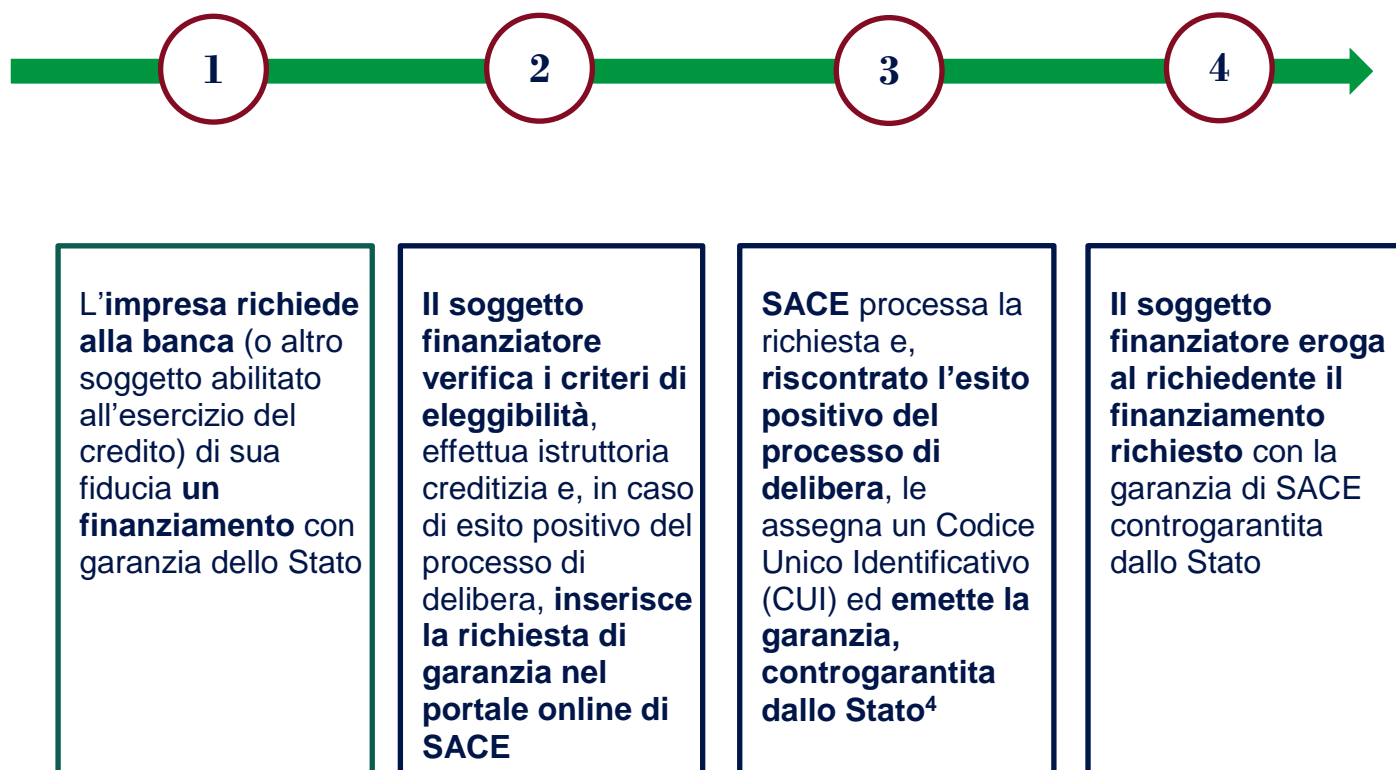 1
2
3
4
L’impresa richiede
alla banca (o altro
soggetto abilitato
all’esercizio del
credito) di sua
fiducia un
finanziamento con
garanzia dello Stato
Il soggetto
finanziatore
verifica i criteri di
eleggibilità,
effettua istruttoria
creditizia e, in caso
di esito positivo del
processo di
delibera, inserisce
la richiesta di
garanzia nel
portale online di
SACE
SACE processa la
richiesta e,
riscontrato l’esito
positivo del
processo di
delibera, le
assegna un Codice
Unico Identificativo
(CUI) ed emette la
garanzia,
controgarantita
dallo Stato⁴
Il soggetto
finanziatore eroga
al richiedente il
finanziamento
richiesto con la
garanzia di SACE
controgarantita
dallo Stato